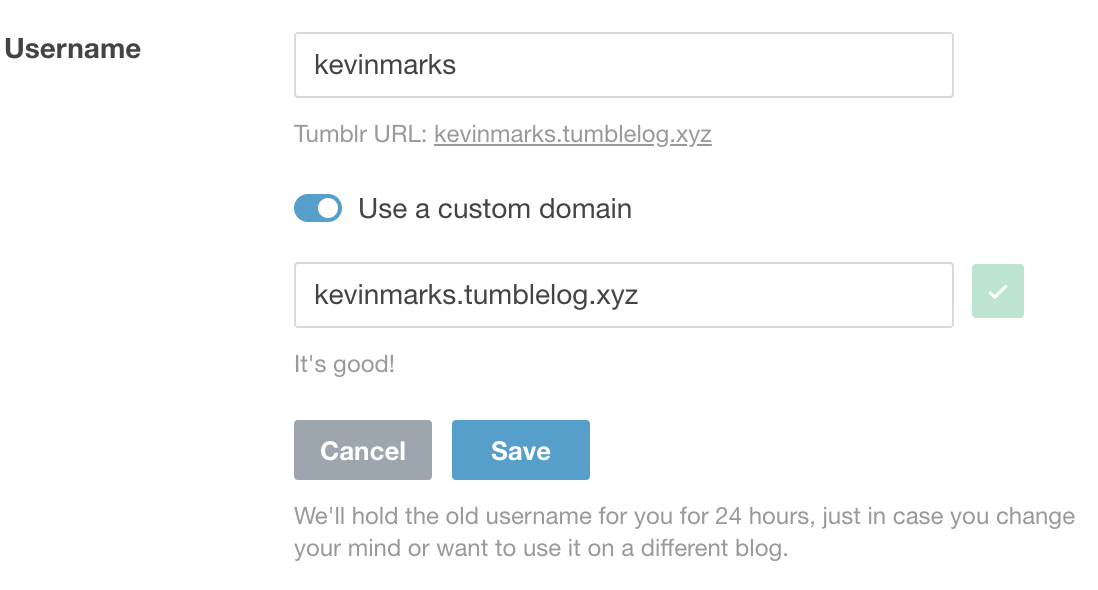 Username
kevinmarks
Tumblr URL: kevinmarks.tumblelog.xyz
Use a custom domain
kevinmarks.tumblelog.xyz
It's good!
Cancel
Save
We'll hold the old username for you for 24 hours, just in case you change
your mind or want to use it on a different blog.